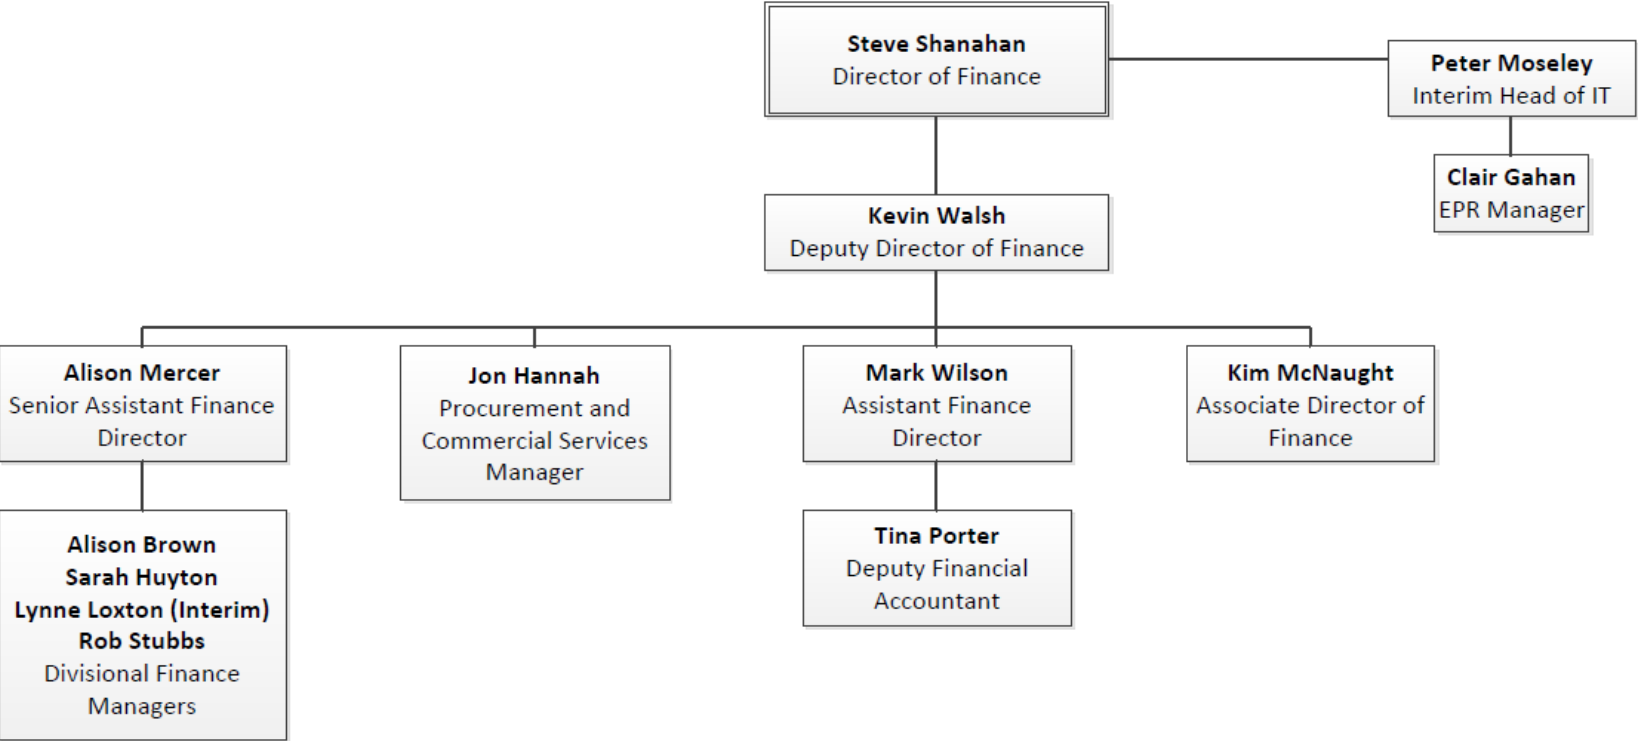 Steve Shanahan
Director of Finance
Peter Moseley
Interim Head of IT
Clair Gahan
EPR Manager
Kevin Walsh
Deputy Director of Finance
Alison Mercer
Senior Assistant Finance
Director
Jon Hannah
Procurement and
Commercial Services
Manager
Mark Wilson
Assistant Finance
Director
Kim McNaught
Associate Director of
Finance
Alison Brown
Sarah Huyton
Lynne Loxton (Interim)
Rob Stubbs
Divisional Finance
Managers
Tina Porter
Deputy Financial
Accountant